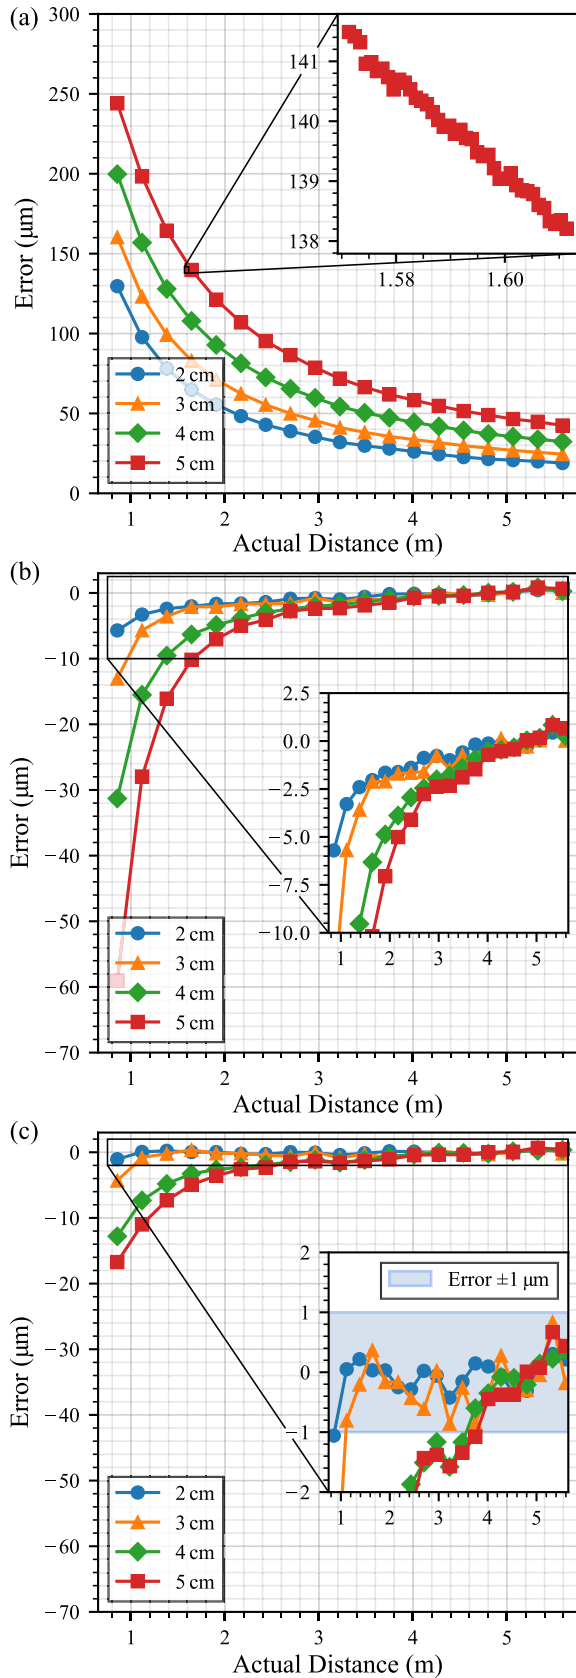 (a)
300
250
200
150
100
50
0
Error (μm)
141
140
139
138
1.58 1.60
2 cm
3 cm
4 cm
5 cm
1 2 3 4 5
Actual Distance (m)
(b)
0
−10
−20
−30
−40
−50
−60
−70
Error (μm)
2.5
0.0
−2.5
−5.0
−7.5
−10.0
1 2 3 4 5
2 cm
3 cm
4 cm
5 cm
1 2 3 4 5
Actual Distance (m)
(c)
0
−10
−20
−30
−40
−50
−60
−70
Error (μm)
Error ±1 μm
2
1
0
−1
−2
1 2 3 4 5
2 cm
3 cm
4 cm
5 cm
1 2 3 4 5
Actual Distance (m)